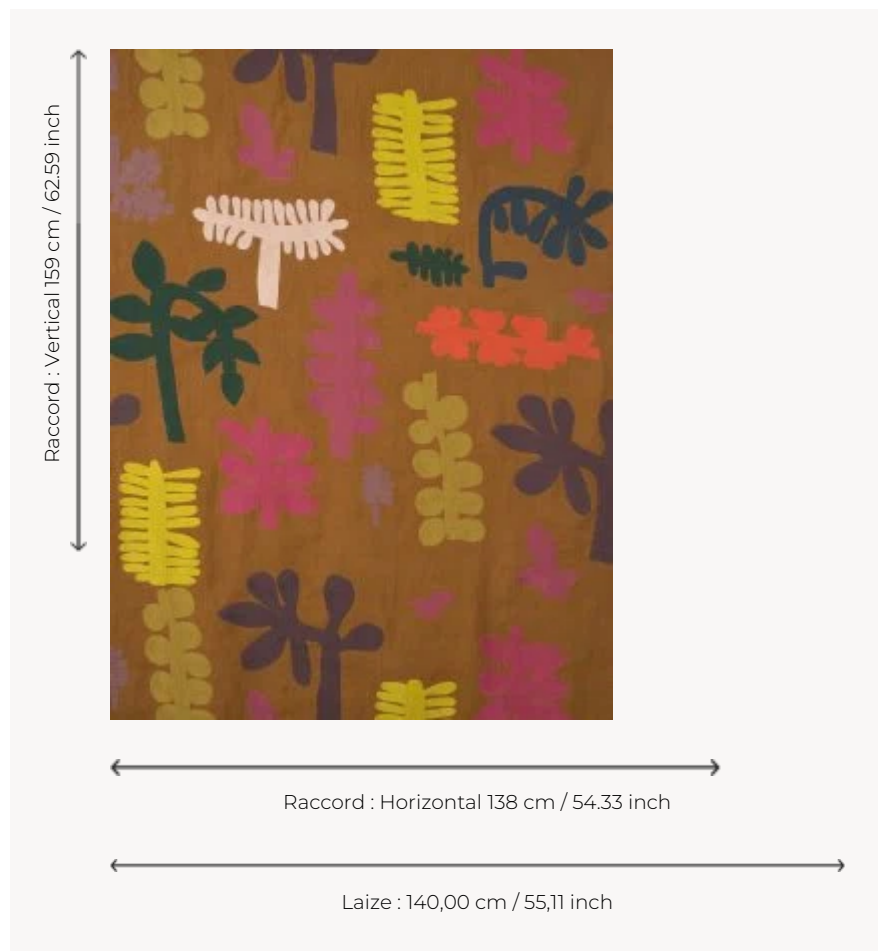 Raccord : Vertical 159 cm / 62.59 inch
Raccord : Horizontal 138 cm / 54.33 inch
Laize : 140,00 cm / 55,11 inch